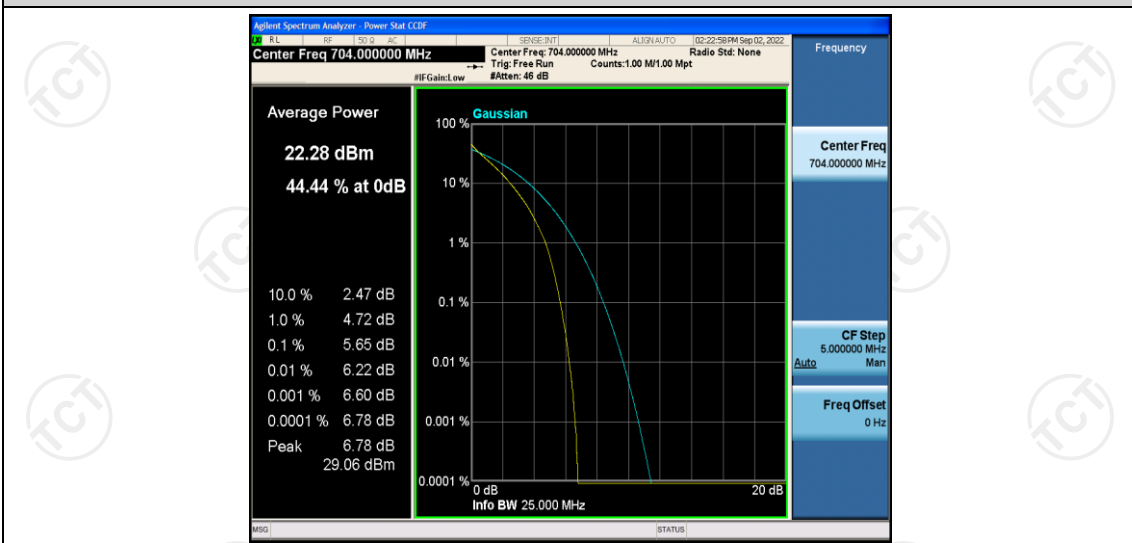 Agilent Spectrum Analyzer - Power Stat CCDF
LXI RL RF 50 Ω AC SENSE:INT ALIGN AUTO 02:22:58 PM Sep 02, 2022
Center Freq 704.000000 MHz Center Freq: 704.000000 MHz Radio Std: None
Trig: Free Run Counts:1.00 M/1.00 Mpt
#IFGain:Low #Atten: 46 dB
Frequency
Average Power
22.28 dBm
44.44 % at 0dB
10.0 % 2.47 dB
1.0 % 4.72 dB
0.1 % 5.65 dB
0.01 % 6.22 dB
0.001 % 6.60 dB
0.0001 % 6.78 dB
Peak 6.78 dB
29.06 dBm
Gaussian
100 %
10 %
1 %
0.1 %
0.01 %
0.001 %
0.0001 %
0 dB 20 dB
Info BW 25.000 MHz
Center Freq
704.000000 MHz
CF Step
5.000000 MHz
Auto Man
Freq Offset
0 Hz
MSG STATUS
TCT
TCT
TCT
TCT
TCT
TCT